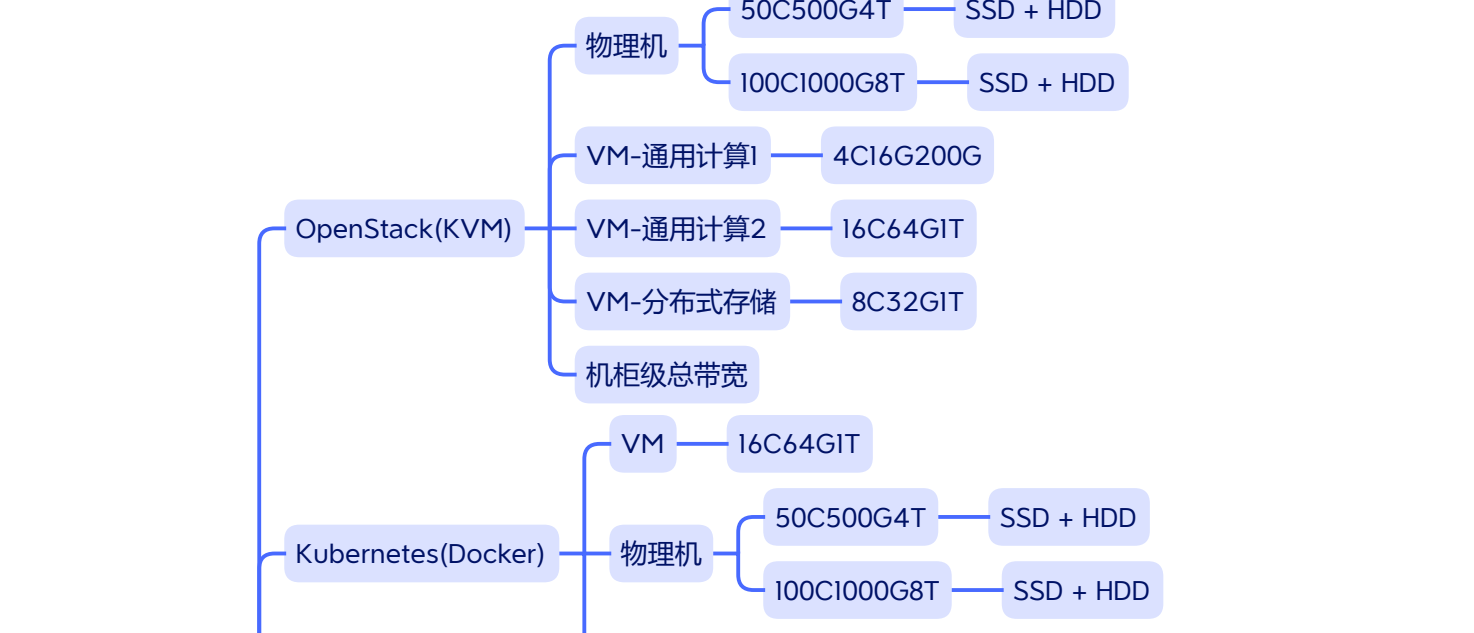 50C500G4T
SSD + HDD
物理机
100C1000G8T
SSD + HDD
VM-通用计算1
4C16G200G
OpenStack(KVM)
VM-通用计算2
16C64G1T
VM-分布式存储
8C32G1T
机柜级总带宽
VM
16C64G1T
50C500G4T
SSD + HDD
Kubernetes(Docker)
物理机
100C1000G8T
SSD + HDD